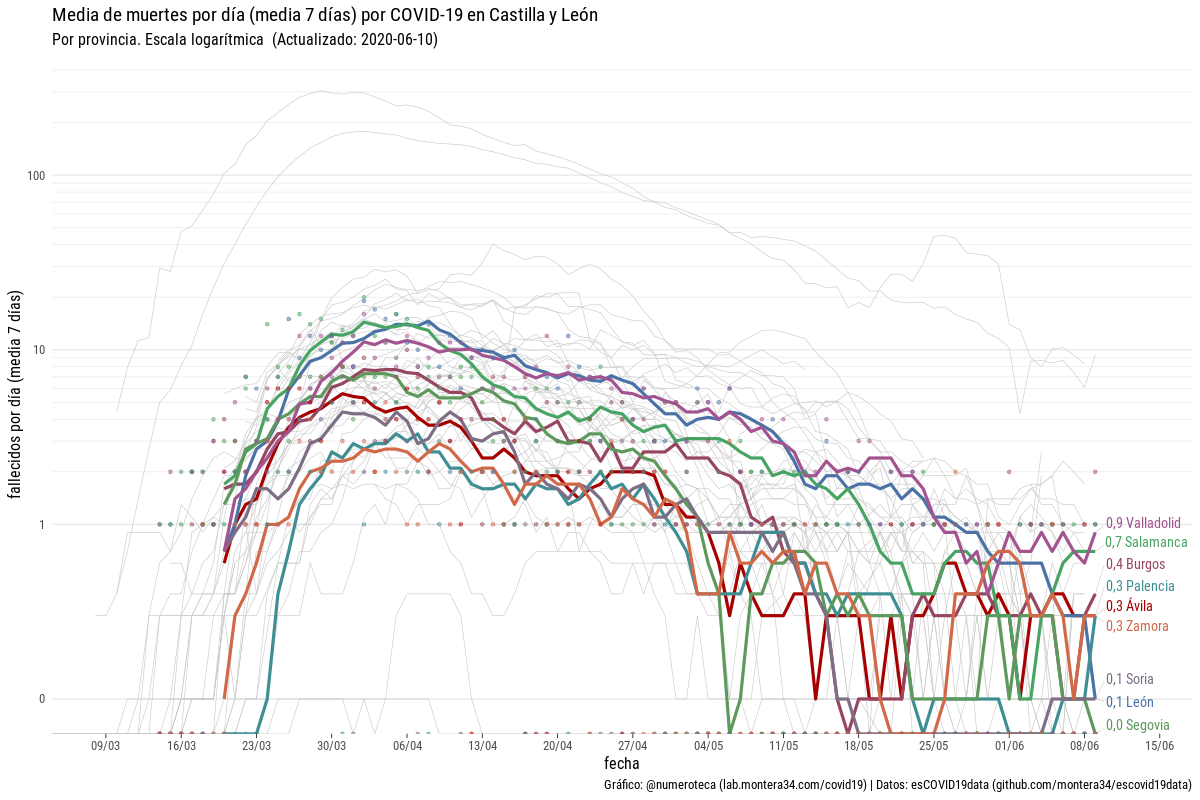 Media de muertes por día (media 7 días) por COVID-19 en Castilla y León
Por provincia. Escala logarítmica  (Actualizado: 2020-06-10)
fallecidos por día (media  7 días)
100
10
1
0
0,9 Valladolid
0,7 Salamanca
0,4 Burgos
0,3 Palencia
0,3 Ávila
0,3 Zamora
0,1 Soria
0,1 León
0,0 Segovia
09/03 16/03 23/03 30/03 06/04 13/04 20/04 27/04 04/05 11/05 18/05 25/05 01/06 08/06 15/06
fecha
Gráfico: @numeroteca (lab.montera34.com/covid19) | Datos: esCOVID19data (github.com/montera34/escovid19data)